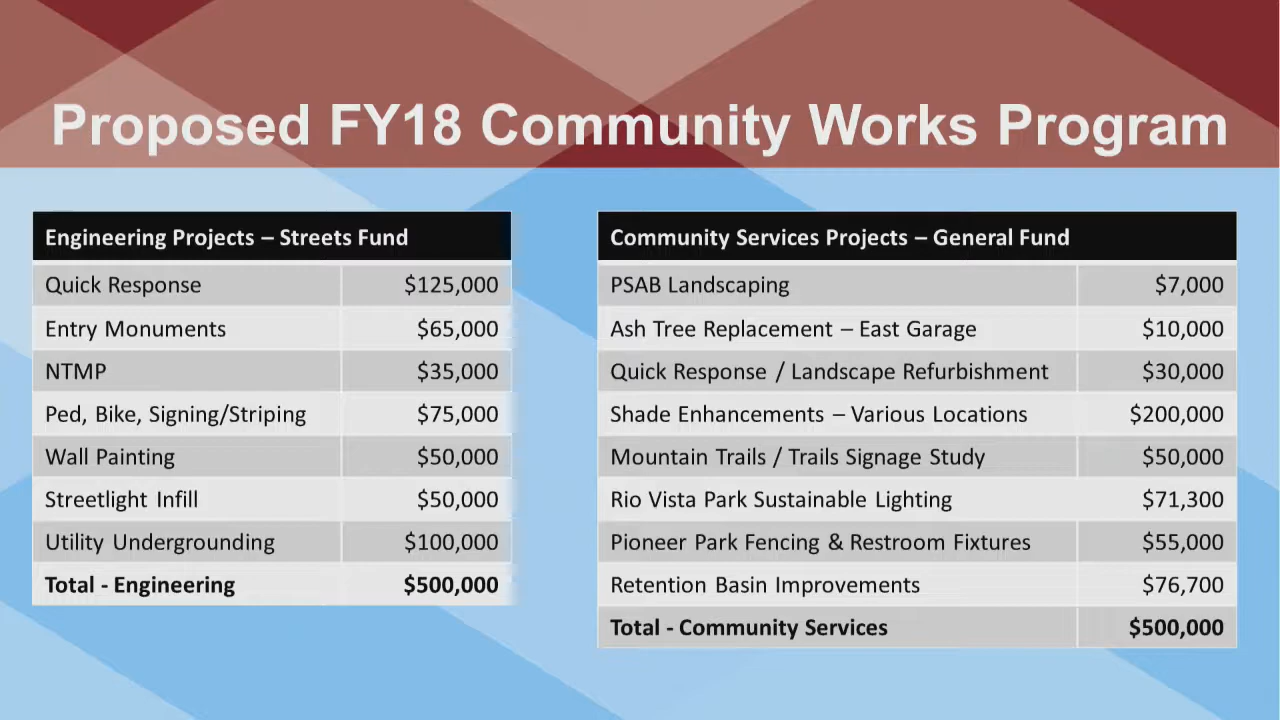 Proposed FY18 Community Works Program
Engineering Projects – Streets Fund
Quick Response $125,000
Entry Monuments $65,000
NTMP $35,000
Ped, Bike, Signing/Striping $75,000
Wall Painting $50,000
Streetlight Infill $50,000
Utility Undergrounding $100,000
Total - Engineering $500,000
Community Services Projects – General Fund
PSAB Landscaping $7,000
Ash Tree Replacement – East Garage $10,000
Quick Response / Landscape Refurbishment $30,000
Shade Enhancements – Various Locations $200,000
Mountain Trails / Trails Signage Study $50,000
Rio Vista Park Sustainable Lighting $71,300
Pioneer Park Fencing & Restroom Fixtures $55,000
Retention Basin Improvements $76,700
Total - Community Services $500,000